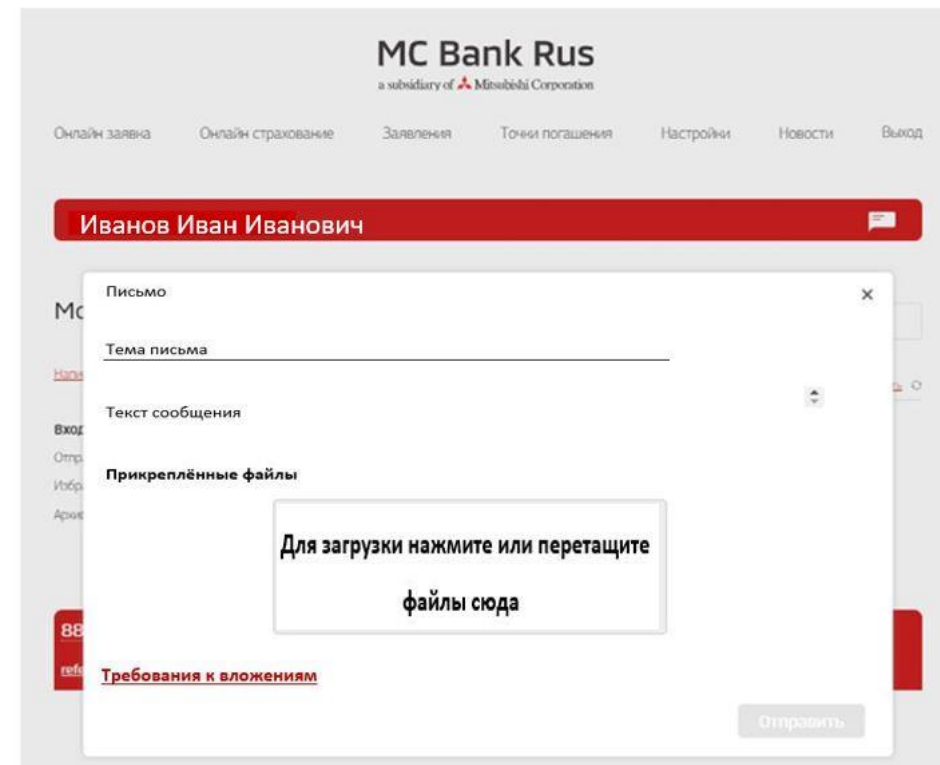 MC Bank Rus
a subsidiary of Mitsubishi Corporation
Онлайн заявка Онлайн страхование Заявления Точки погашения Настройки Новости Выход
Иванов Иван Иванович
Письмо
Тема письма
Текст сообщения
Прикреплённые файлы
Для загрузки нажмите или перетащите
файлы сюда
88
Требования к вложениям
Отправить